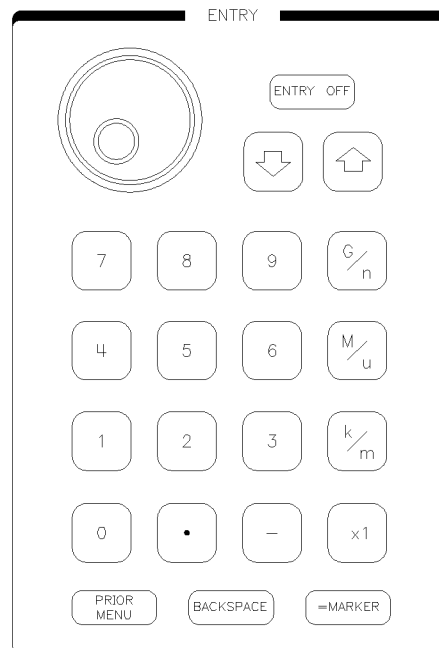 ENTRY
ENTRY OFF
7 8 9 G/n
4 5 6 M/u
1 2 3 k/m
0 • − x1
PRIOR
MENU
BACKSPACE
=MARKER